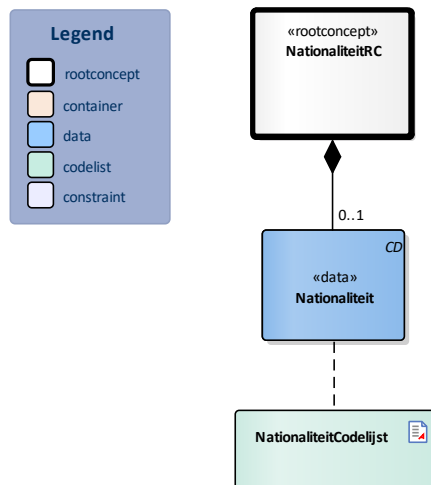 Legend
rootconcept
container
data
codelist
constraint
«rootconcept»
NationaliteitRC
0..1
CD
«data»
Nationaliteit
NationaliteitCodelijst